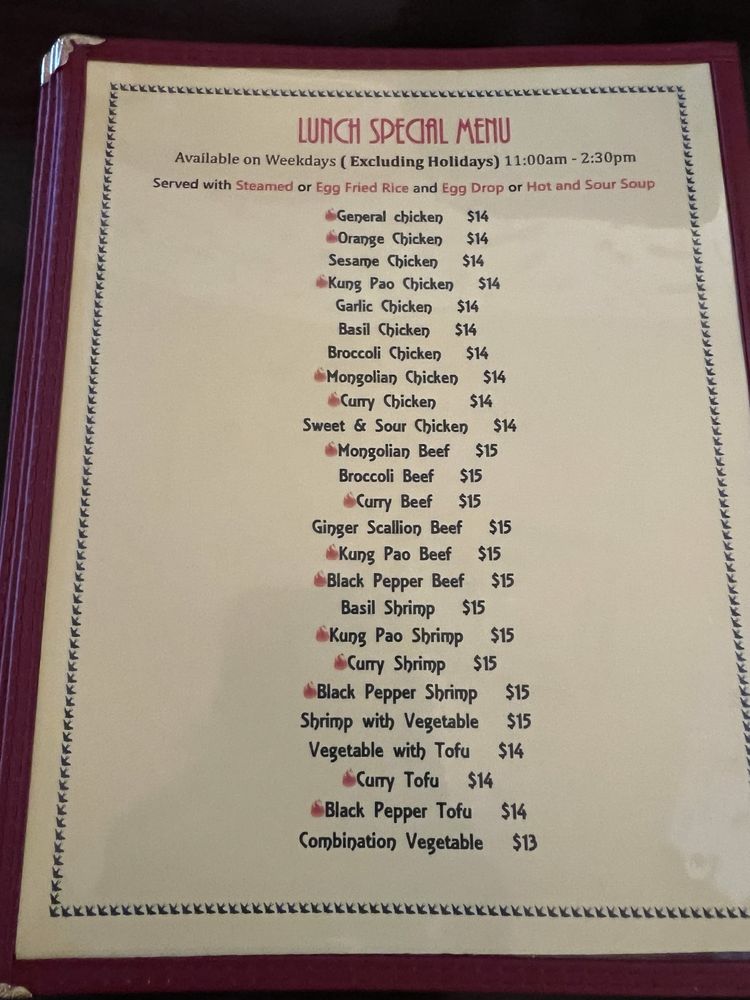 LUNCH SPECIAL MENU
Available on Weekdays ( Excluding Holidays) 11:00am - 2:30pm
Served with Steamed or Egg Fried Rice and Egg Drop or Hot and Sour Soup
General chicken $14
Orange Chicken $14
Sesame Chicken $14
Kung Pao Chicken $14
Garlic Chicken $14
Basil Chicken $14
Broccoli Chicken $14
Mongolian Chicken $14
Curry Chicken $14
Sweet & Sour Chicken $14
Mongolian Beef $15
Broccoli Beef $15
Curry Beef $15
Ginger Scallion Beef $15
Kung Pao Beef $15
Black Pepper Beef $15
Basil Shrimp $15
Kung Pao Shrimp $15
Curry Shrimp $15
Black Pepper Shrimp $15
Shrimp with Vegetable $15
Vegetable with Tofu $14
Curry Tofu $14
Black Pepper Tofu $14
Combination Vegetable $13